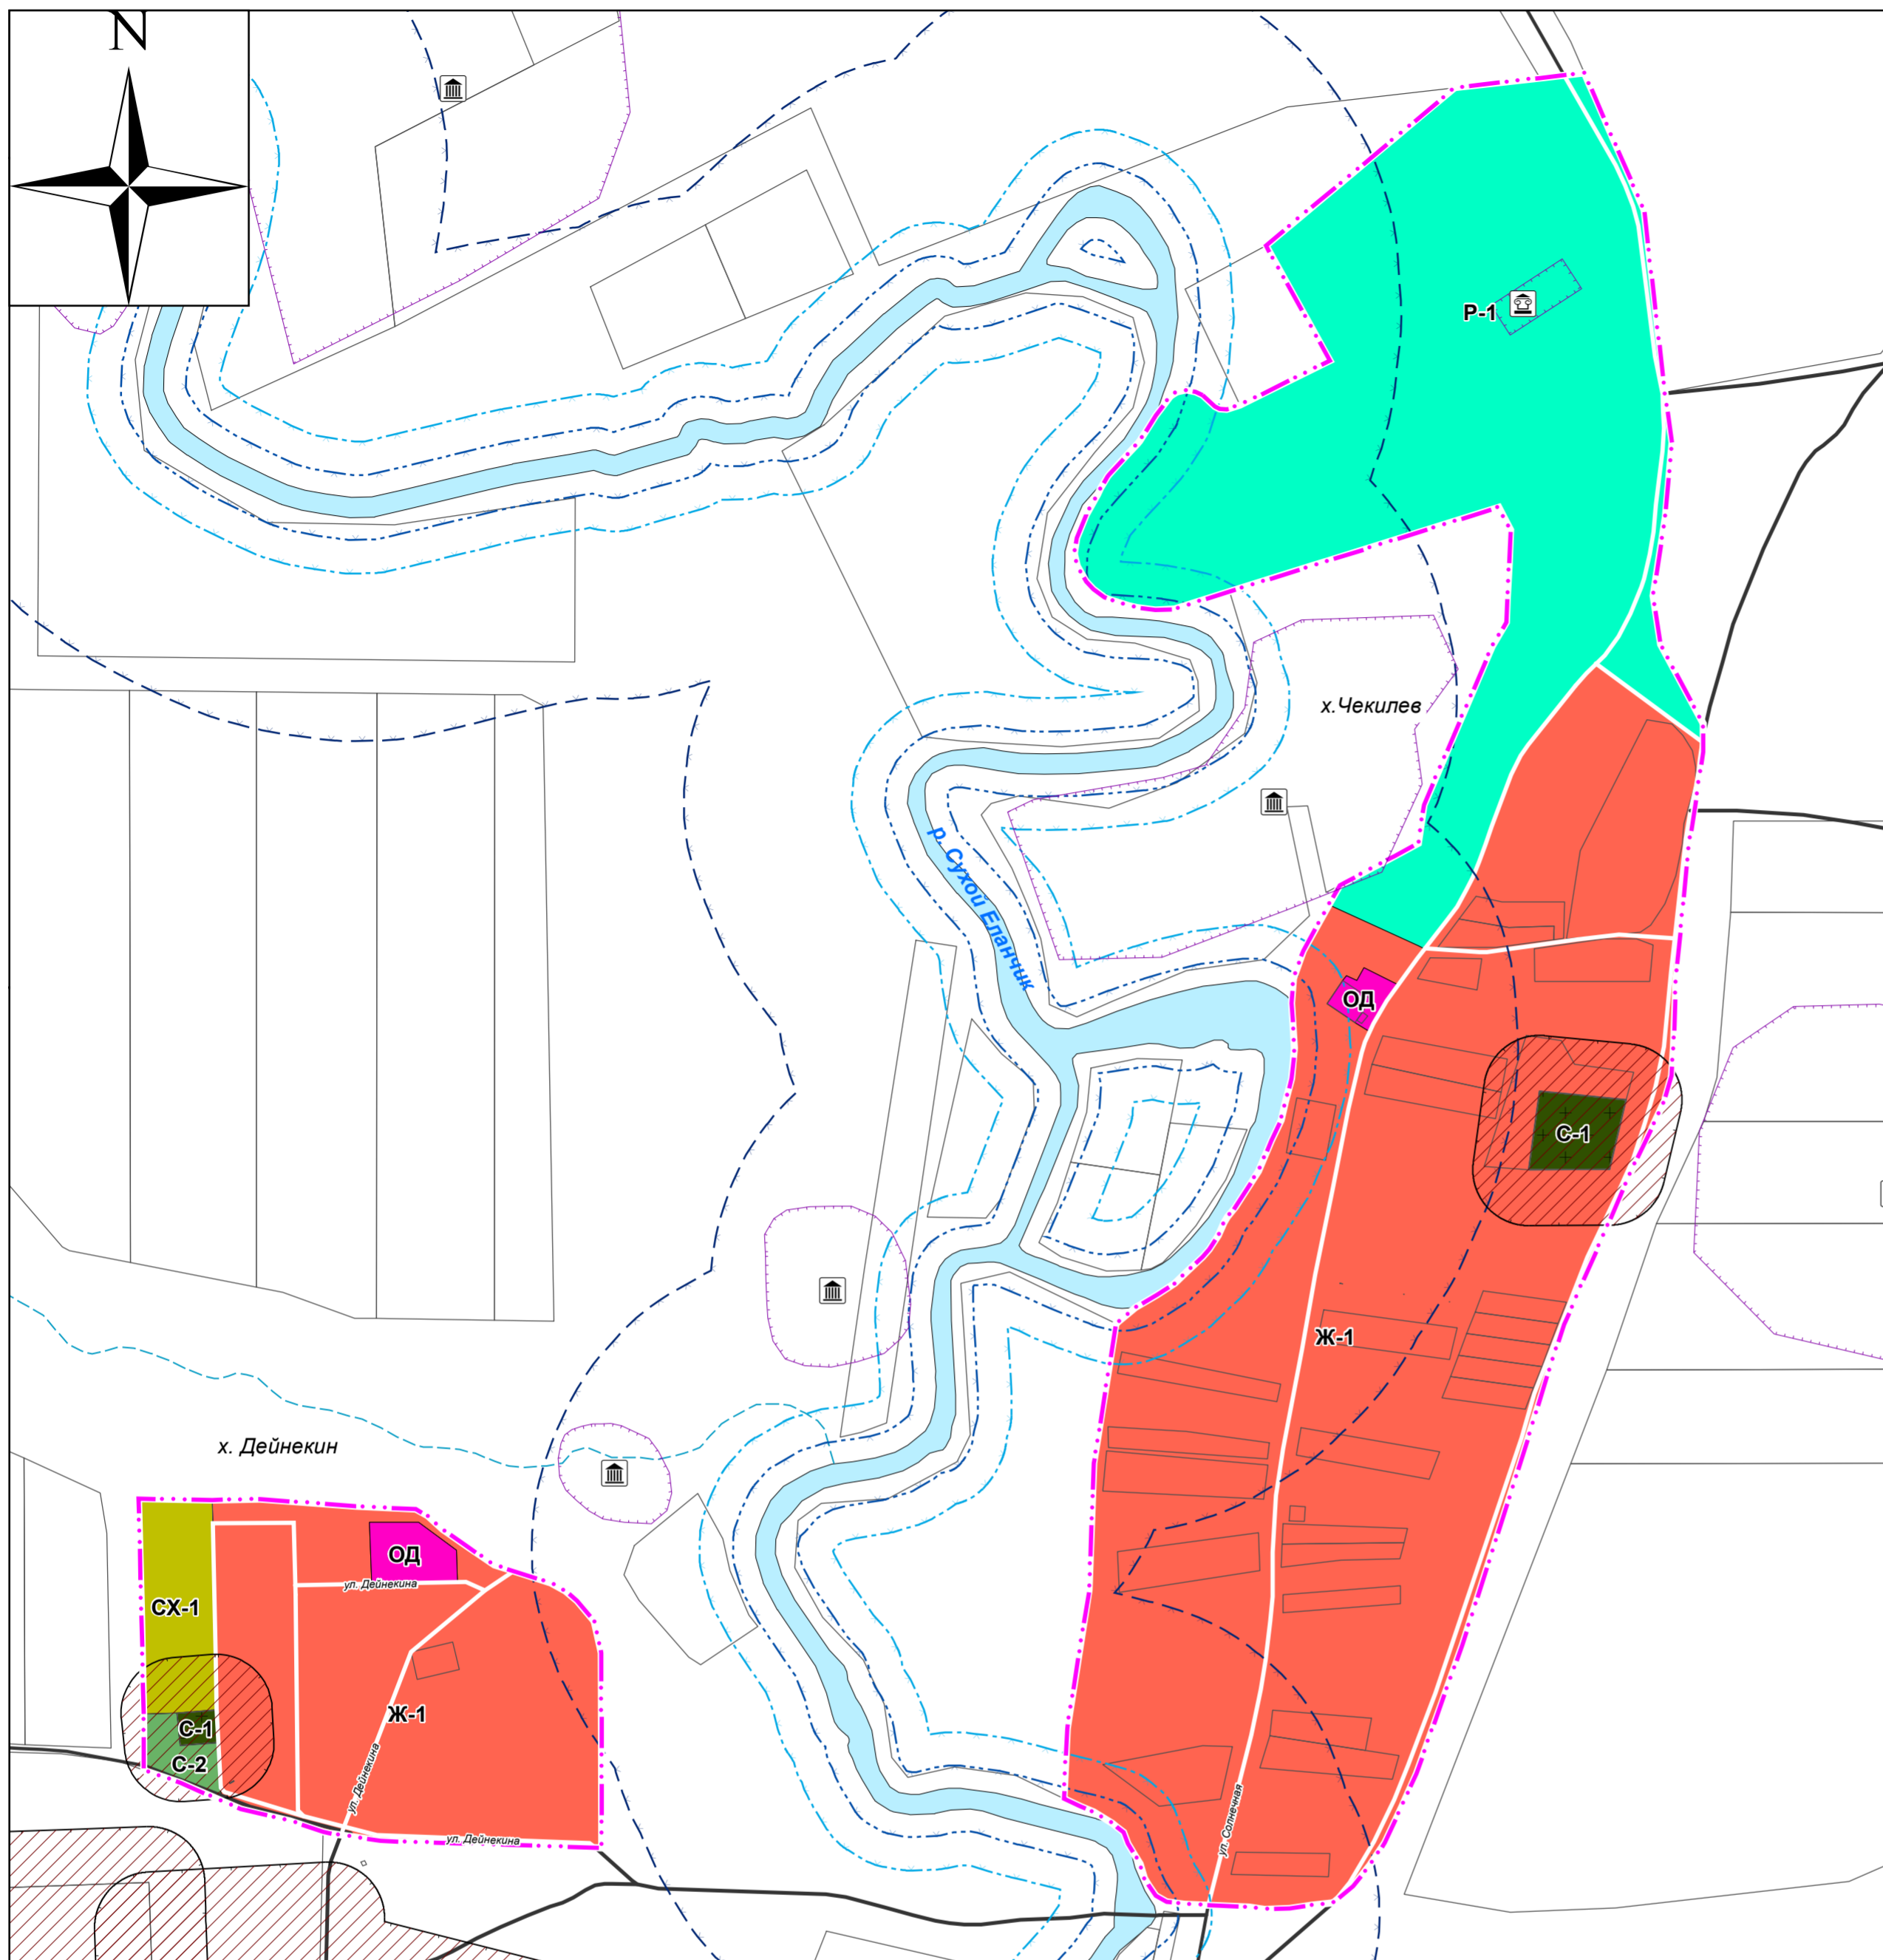 N
Р-1
х.Чекилев
р. Сухой Еланчик
ОД
С-1
Ж-1
х. Дейнекин
ОД
ул. Дейнекина
СХ-1
Ж-1
С-1
С-2
ул. Дейнекина
ул. Дейнекина
ул. Солнечная